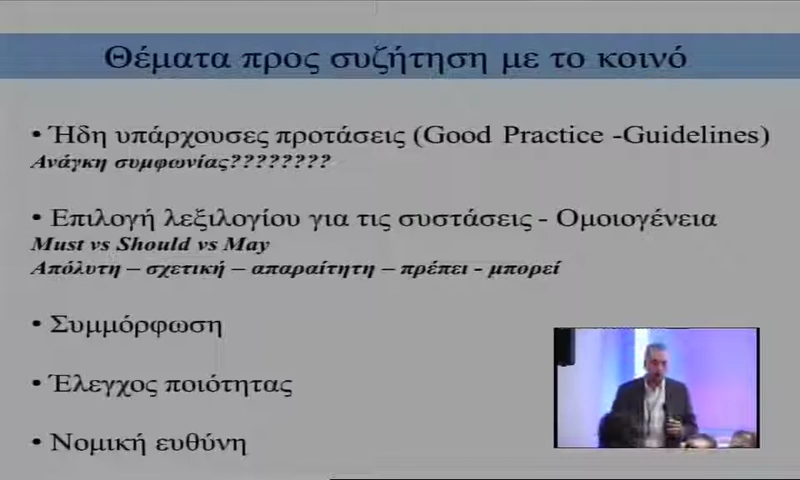 Θέματα προς συζήτηση με το κοινό
• Ήδη υπάρχουσες προτάσεις (Good Practice -Guidelines)
Ανάγκη συμφωνίας????????
• Επιλογή λεξιλογίου για τις συστάσεις - Ομοιογένεια
Must vs Should vs May
Απόλυτη – σχετική – απαραίτητη – πρέπει - μπορεί
• Συμμόρφωση
• Έλεγχος ποιότητας
• Νομική ευθύνη